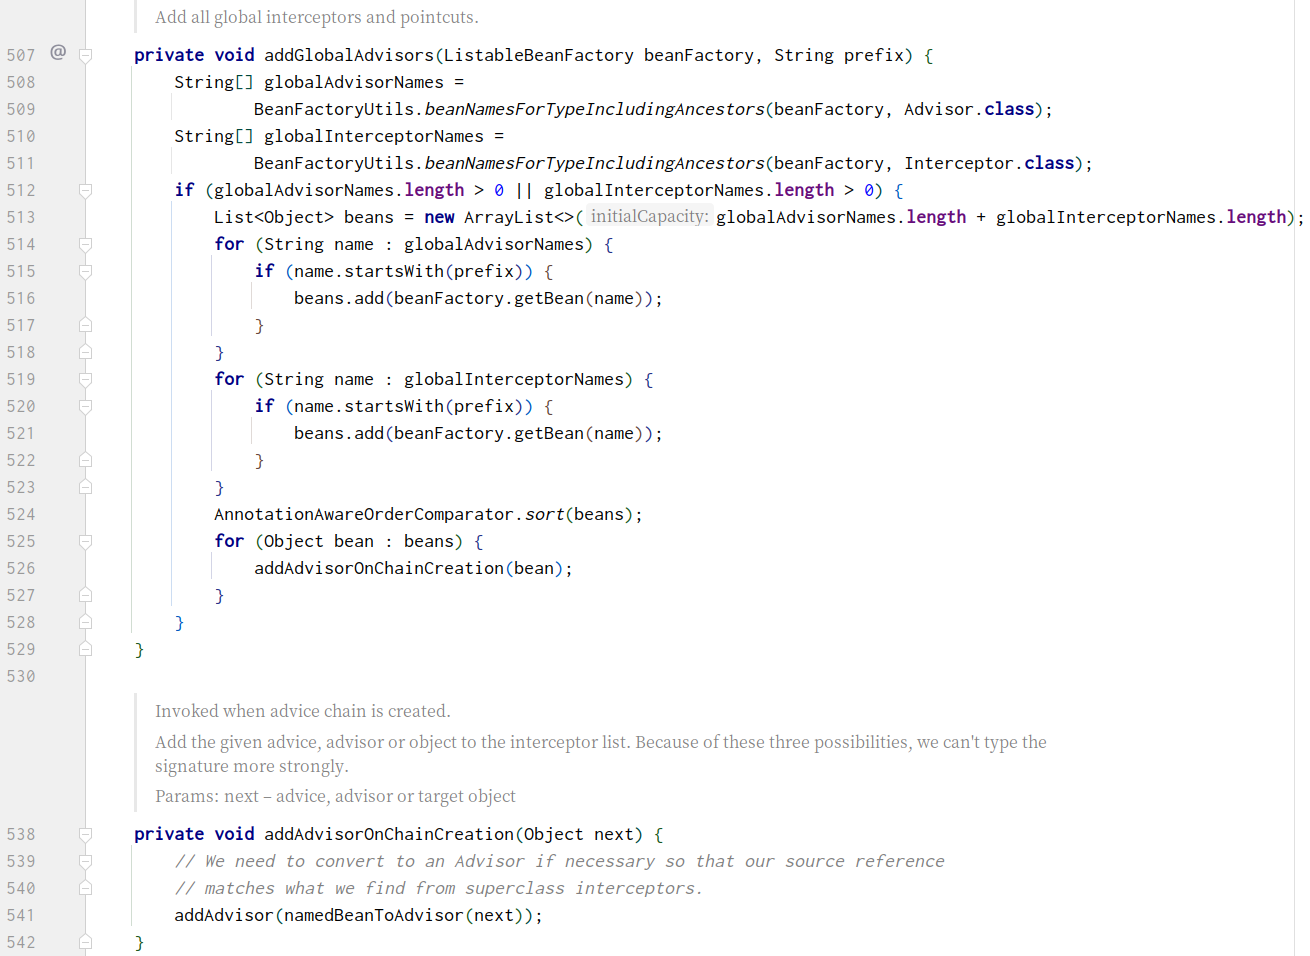 Add all global interceptors and pointcuts.
507 @ private void addGlobalAdvisors(ListableBeanFactory beanFactory, String prefix) {
508 String[] globalAdvisorNames =
509 BeanFactoryUtils.beanNamesForTypeIncludingAncestors(beanFactory, Advisor.class);
510 String[] globalInterceptorNames =
511 BeanFactoryUtils.beanNamesForTypeIncludingAncestors(beanFactory, Interceptor.class);
512 if (globalAdvisorNames.length > 0 || globalInterceptorNames.length > 0) {
513 List<Object> beans = new ArrayList<>( initialCapacity: globalAdvisorNames.length + globalInterceptorNames.length);
514 for (String name : globalAdvisorNames) {
515 if (name.startsWith(prefix)) {
516 beans.add(beanFactory.getBean(name));
517 }
518 }
519 for (String name : globalInterceptorNames) {
520 if (name.startsWith(prefix)) {
521 beans.add(beanFactory.getBean(name));
522 }
523 }
524 AnnotationAwareOrderComparator.sort(beans);
525 for (Object bean : beans) {
526 addAdvisorOnChainCreation(bean);
527 }
528 }
529 }
530
Invoked when advice chain is created.
Add the given advice, advisor or object to the interceptor list. Because of these three possibilities, we can't type the
signature more strongly.
Params: next – advice, advisor or target object
538 private void addAdvisorOnChainCreation(Object next) {
539 // We need to convert to an Advisor if necessary so that our source reference
540 // matches what we find from superclass interceptors.
541 addAdvisor(namedBeanToAdvisor(next));
542 }